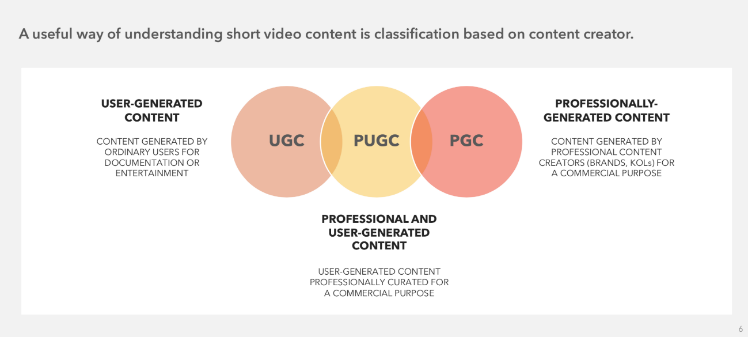 A useful way of understanding short video content is classification based on content creator.
USER-GENERATED
CONTENT
CONTENT GENERATED BY
ORDINARY USERS FOR
DOCUMENTATION OR
ENTERTAINMENT
UGC
PUGC
PGC
PROFESSIONALLY-
GENERATED CONTENT
CONTENT GENERATED BY
PROFESSIONAL CONTENT
CREATORS (BRANDS, KOLs) FOR
A COMMERCIAL PURPOSE
PROFESSIONAL AND
USER-GENERATED
CONTENT
USER-GENERATED CONTENT
PROFESSIONALLY CURATED FOR
A COMMERCIAL PURPOSE
6